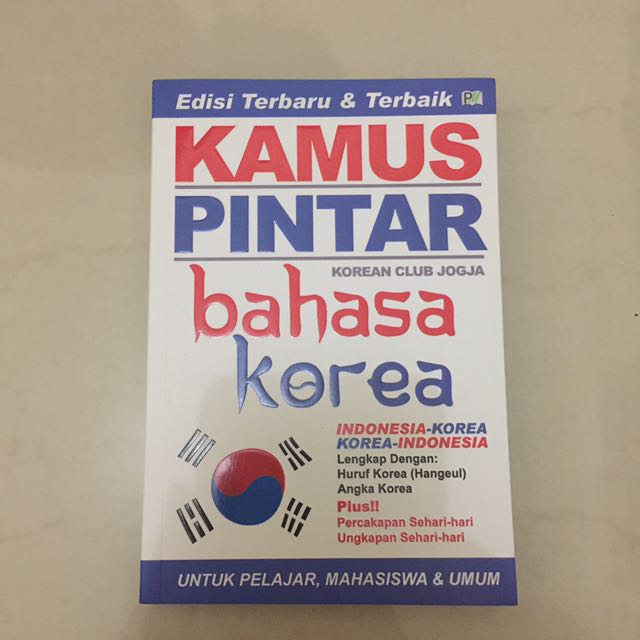 Edisi Terbaru & Terbaik
KAMUS
PINTAR
KOREAN CLUB JOGJA
bahasa
korea
INDONESIA-KOREA
KOREA-INDONESIA
Lengkap Dengan:
Huruf Korea (Hangeul)
Angka Korea
Plus!!
Percakapan Sehari-hari
Ungkapan Sehari-hari
UNTUK PELAJAR, MAHASISWA & UMUM